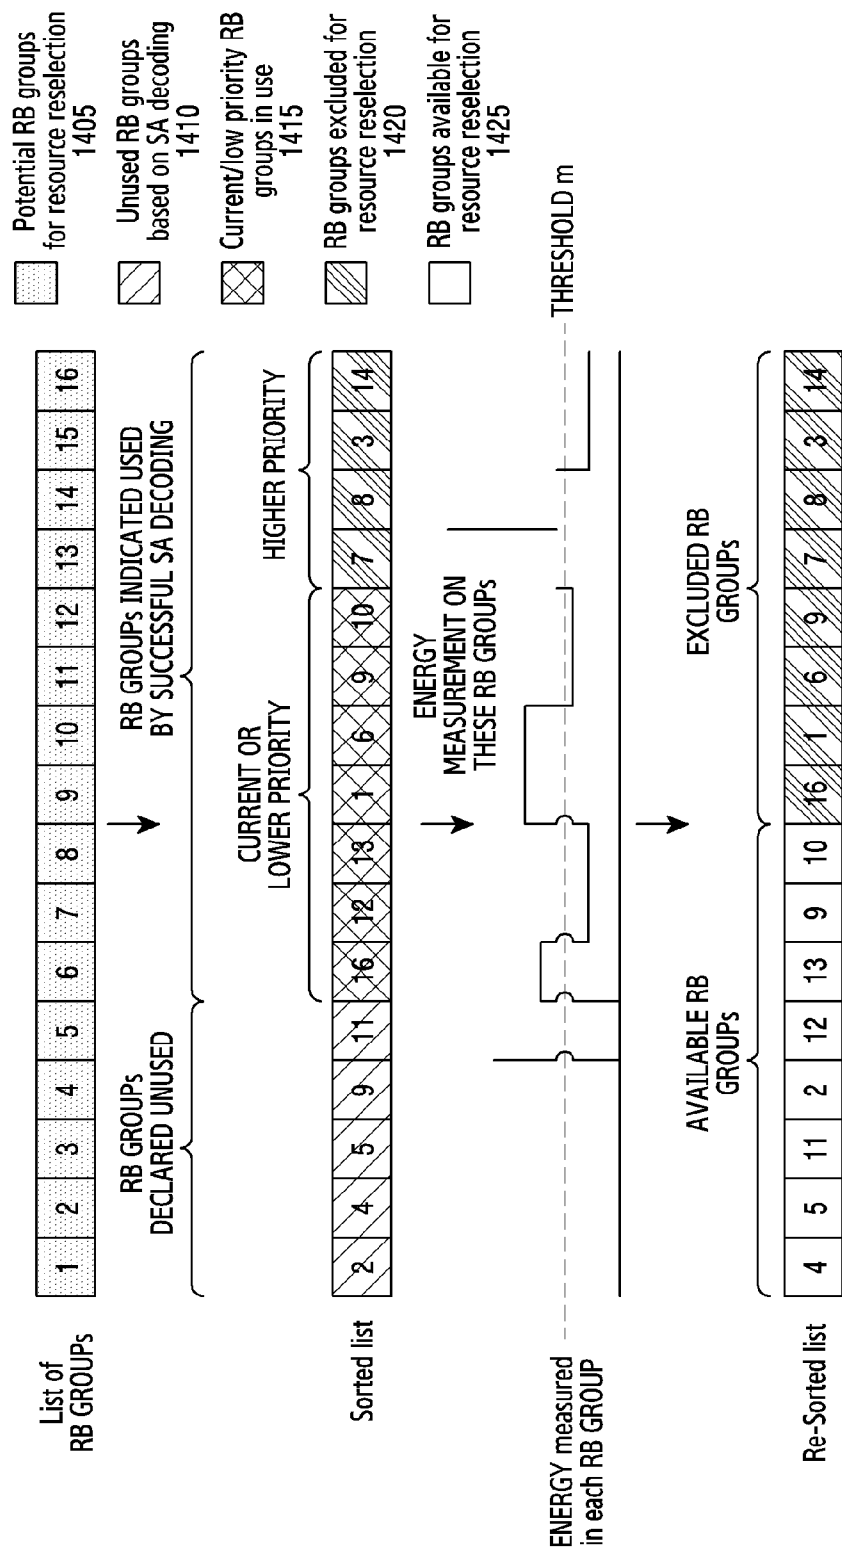 List of
RB GROUPs
1 2 3 4 5 6 7 8 9 10 11 12 13 14 15 16
RB GROUPs
DECLARED UNUSED
RB GROUPs INDICATED USED
BY SUCCESSFUL SA DECODING
CURRENT OR
LOWER PRIORITY
HIGHER PRIORITY
Sorted list
2 4 5 9 11 16 12 13 1 6 9 10 7 8 3 14
ENERGY
MEASUREMENT ON
THESE RB GROUPs
ENERGY measured
in each RB GROUP
THRESHOLD m
AVAILABLE RB
GROUPs
EXCLUDED RB
GROUPs
Re-Sorted list
4 5 11 2 12 13 9 10 16 1 6 9 7 8 3 14
Potential RB groups
for resource reselection
1405
Unused RB groups
based on SA decoding
1410
Current/low priority RB
groups in use
1415
RB groups excluded for
resource reselection
1420
RB groups available for
resource reselection
1425